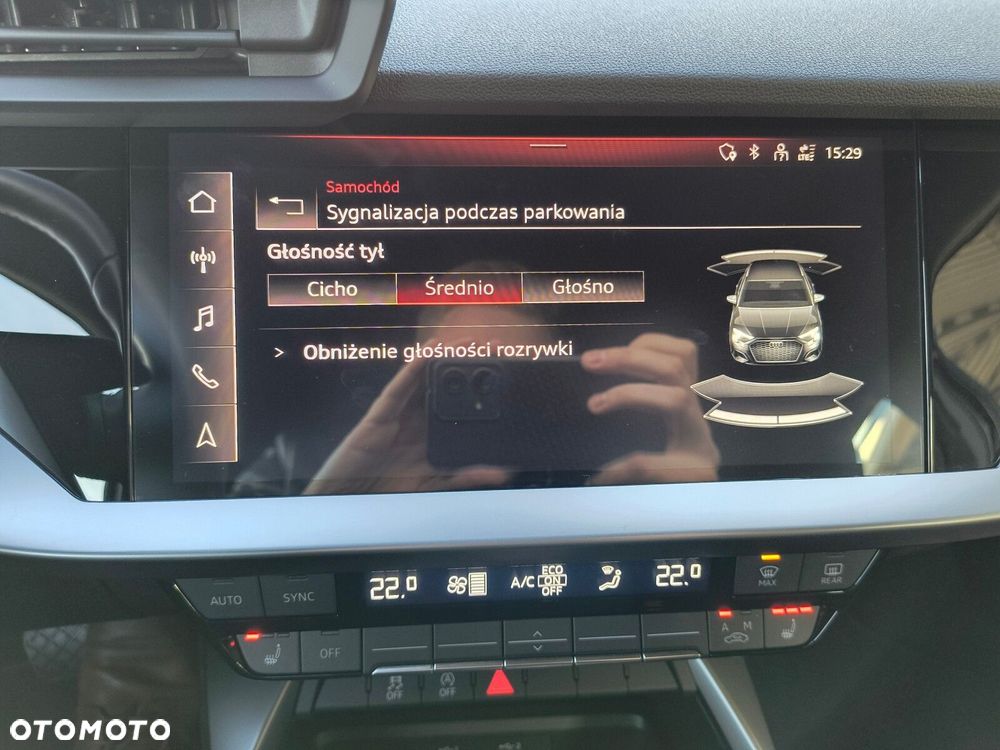 LTE 15:29
Samochód
Sygnalizacja podczas parkowania
Głośność tył
Cicho Średnio Głośno
> Obniżenie głośności rozrywki
AUTO SYNC 22.0 A/C ECO ON OFF 22.0 MAX REAR
OFF A M
OFF OFF
OTOMOTO